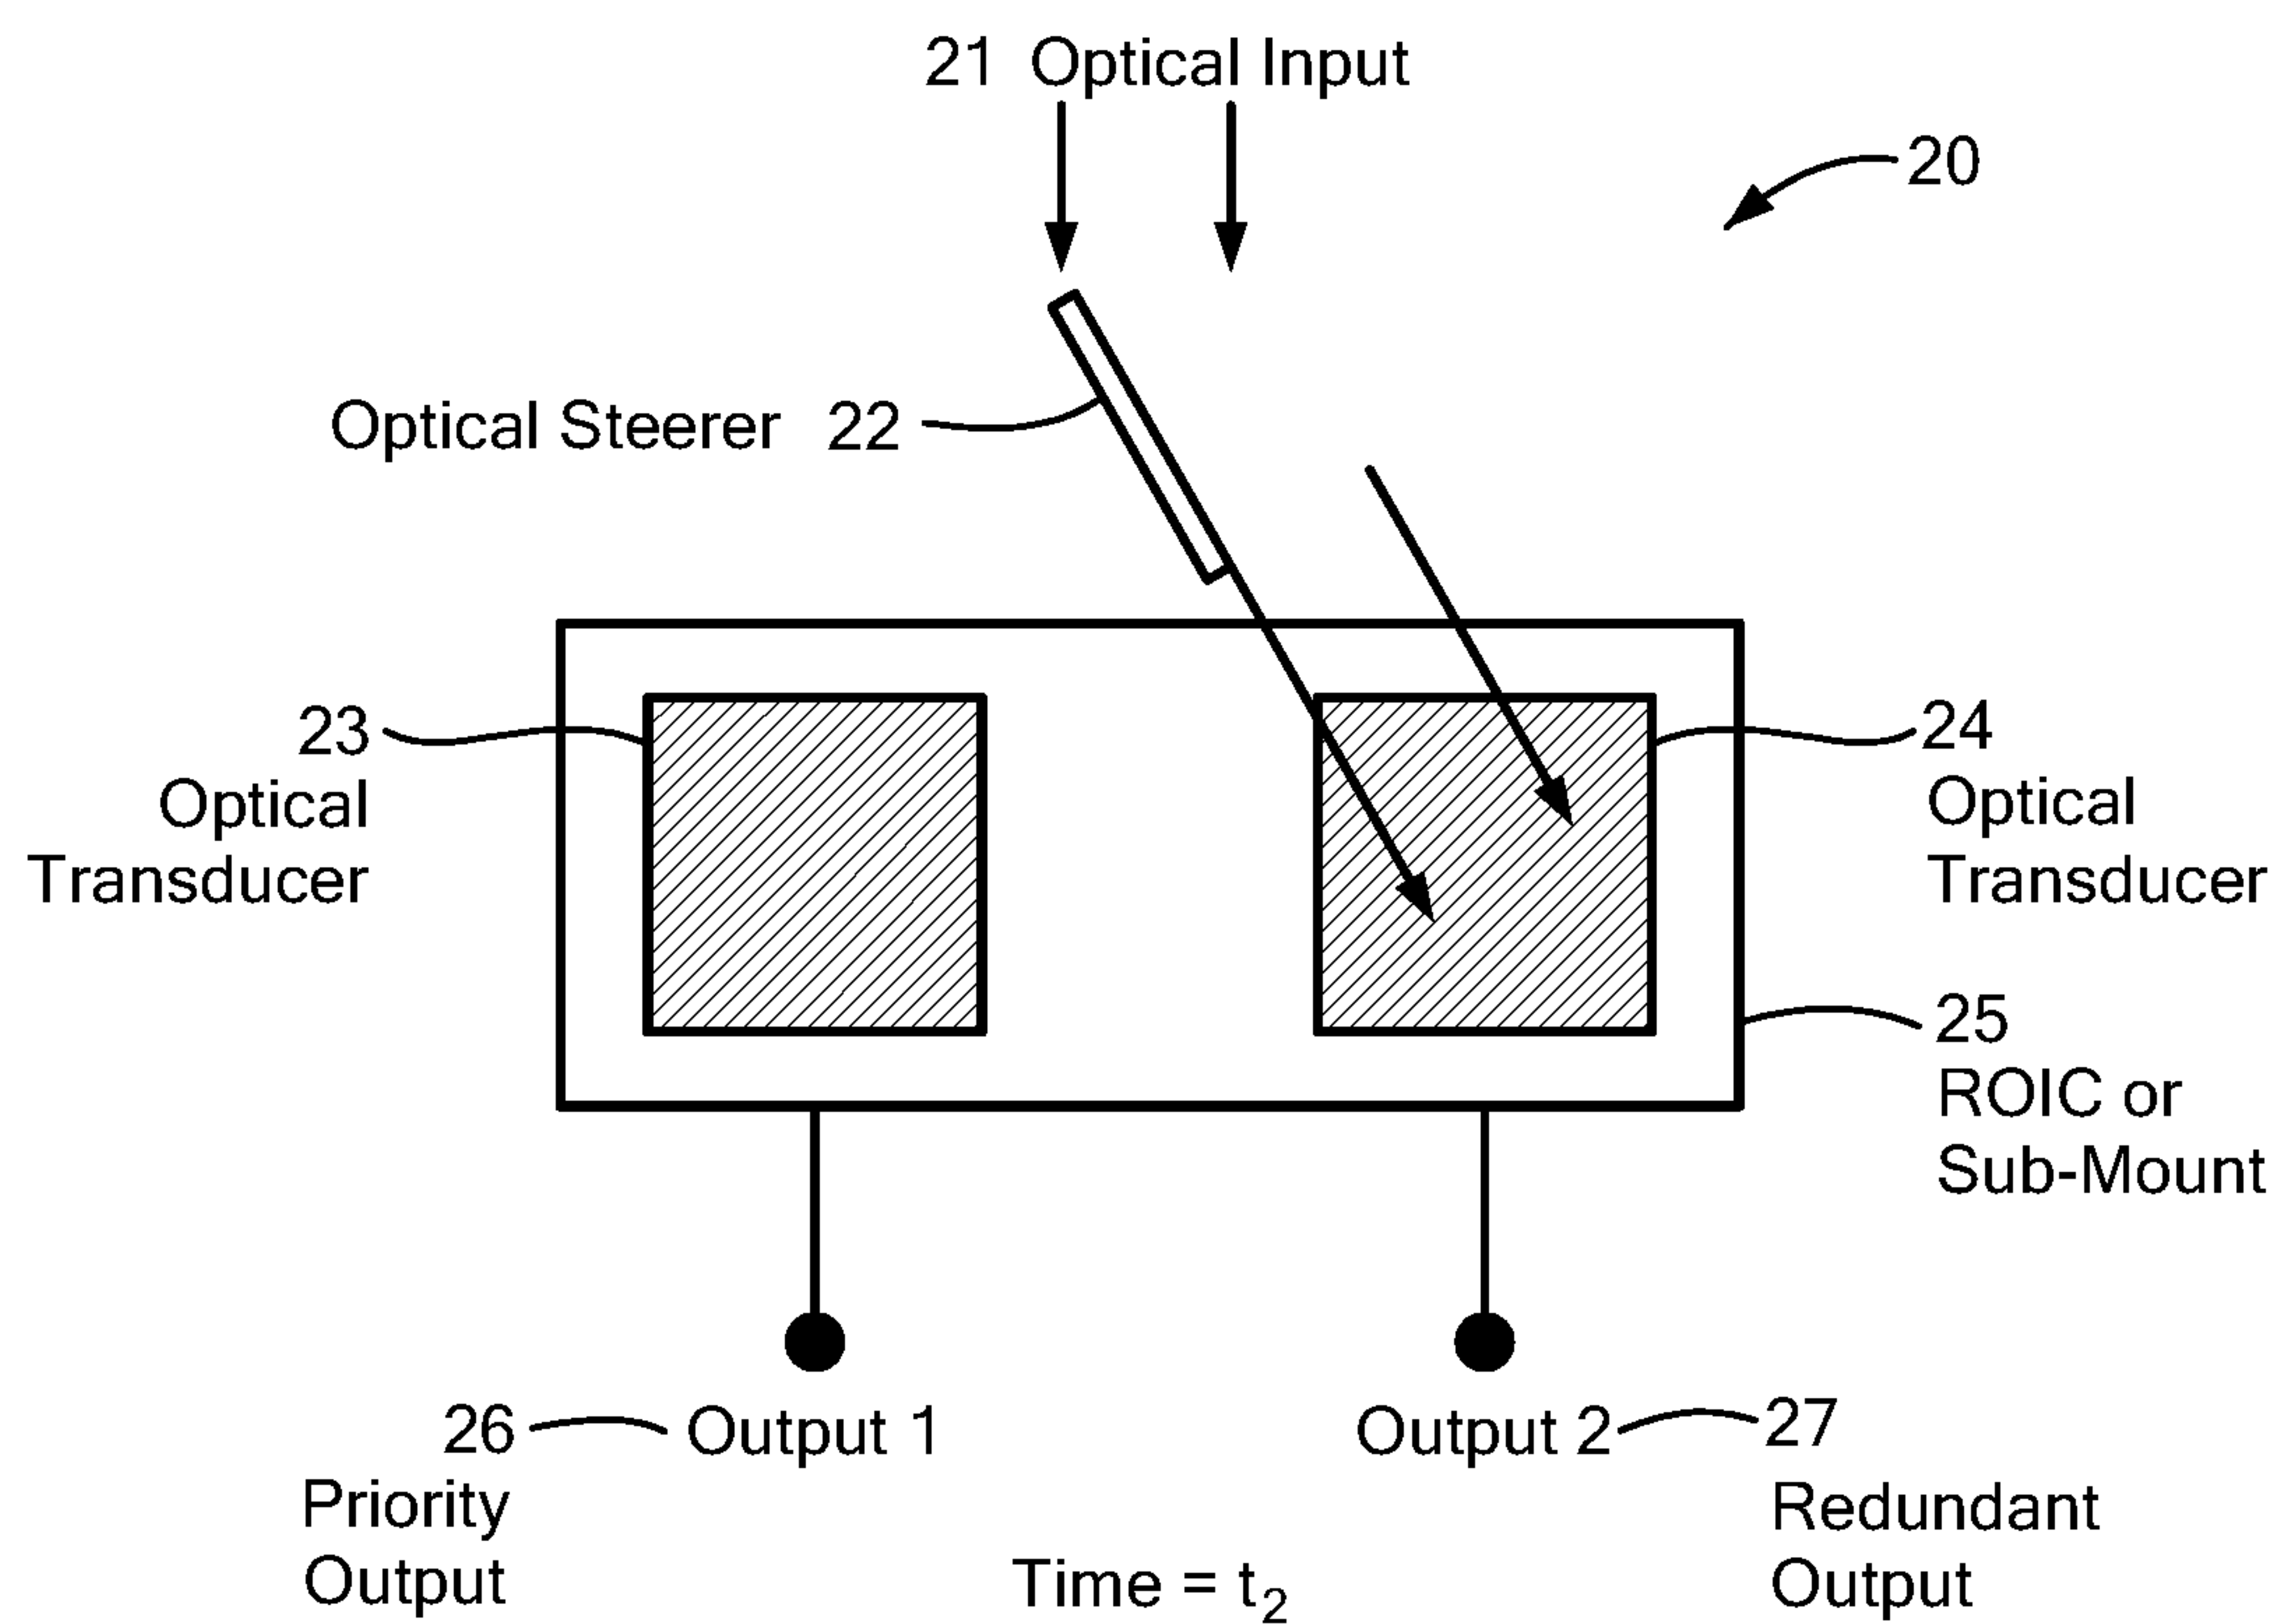 21 Optical Input
20
Optical Steerer 22
23
Optical
Transducer
24
Optical
Transducer
25
ROIC or
Sub-Mount
26
Output 1
Priority
Output
Output 2
27
Redundant
Output
Time = t₂